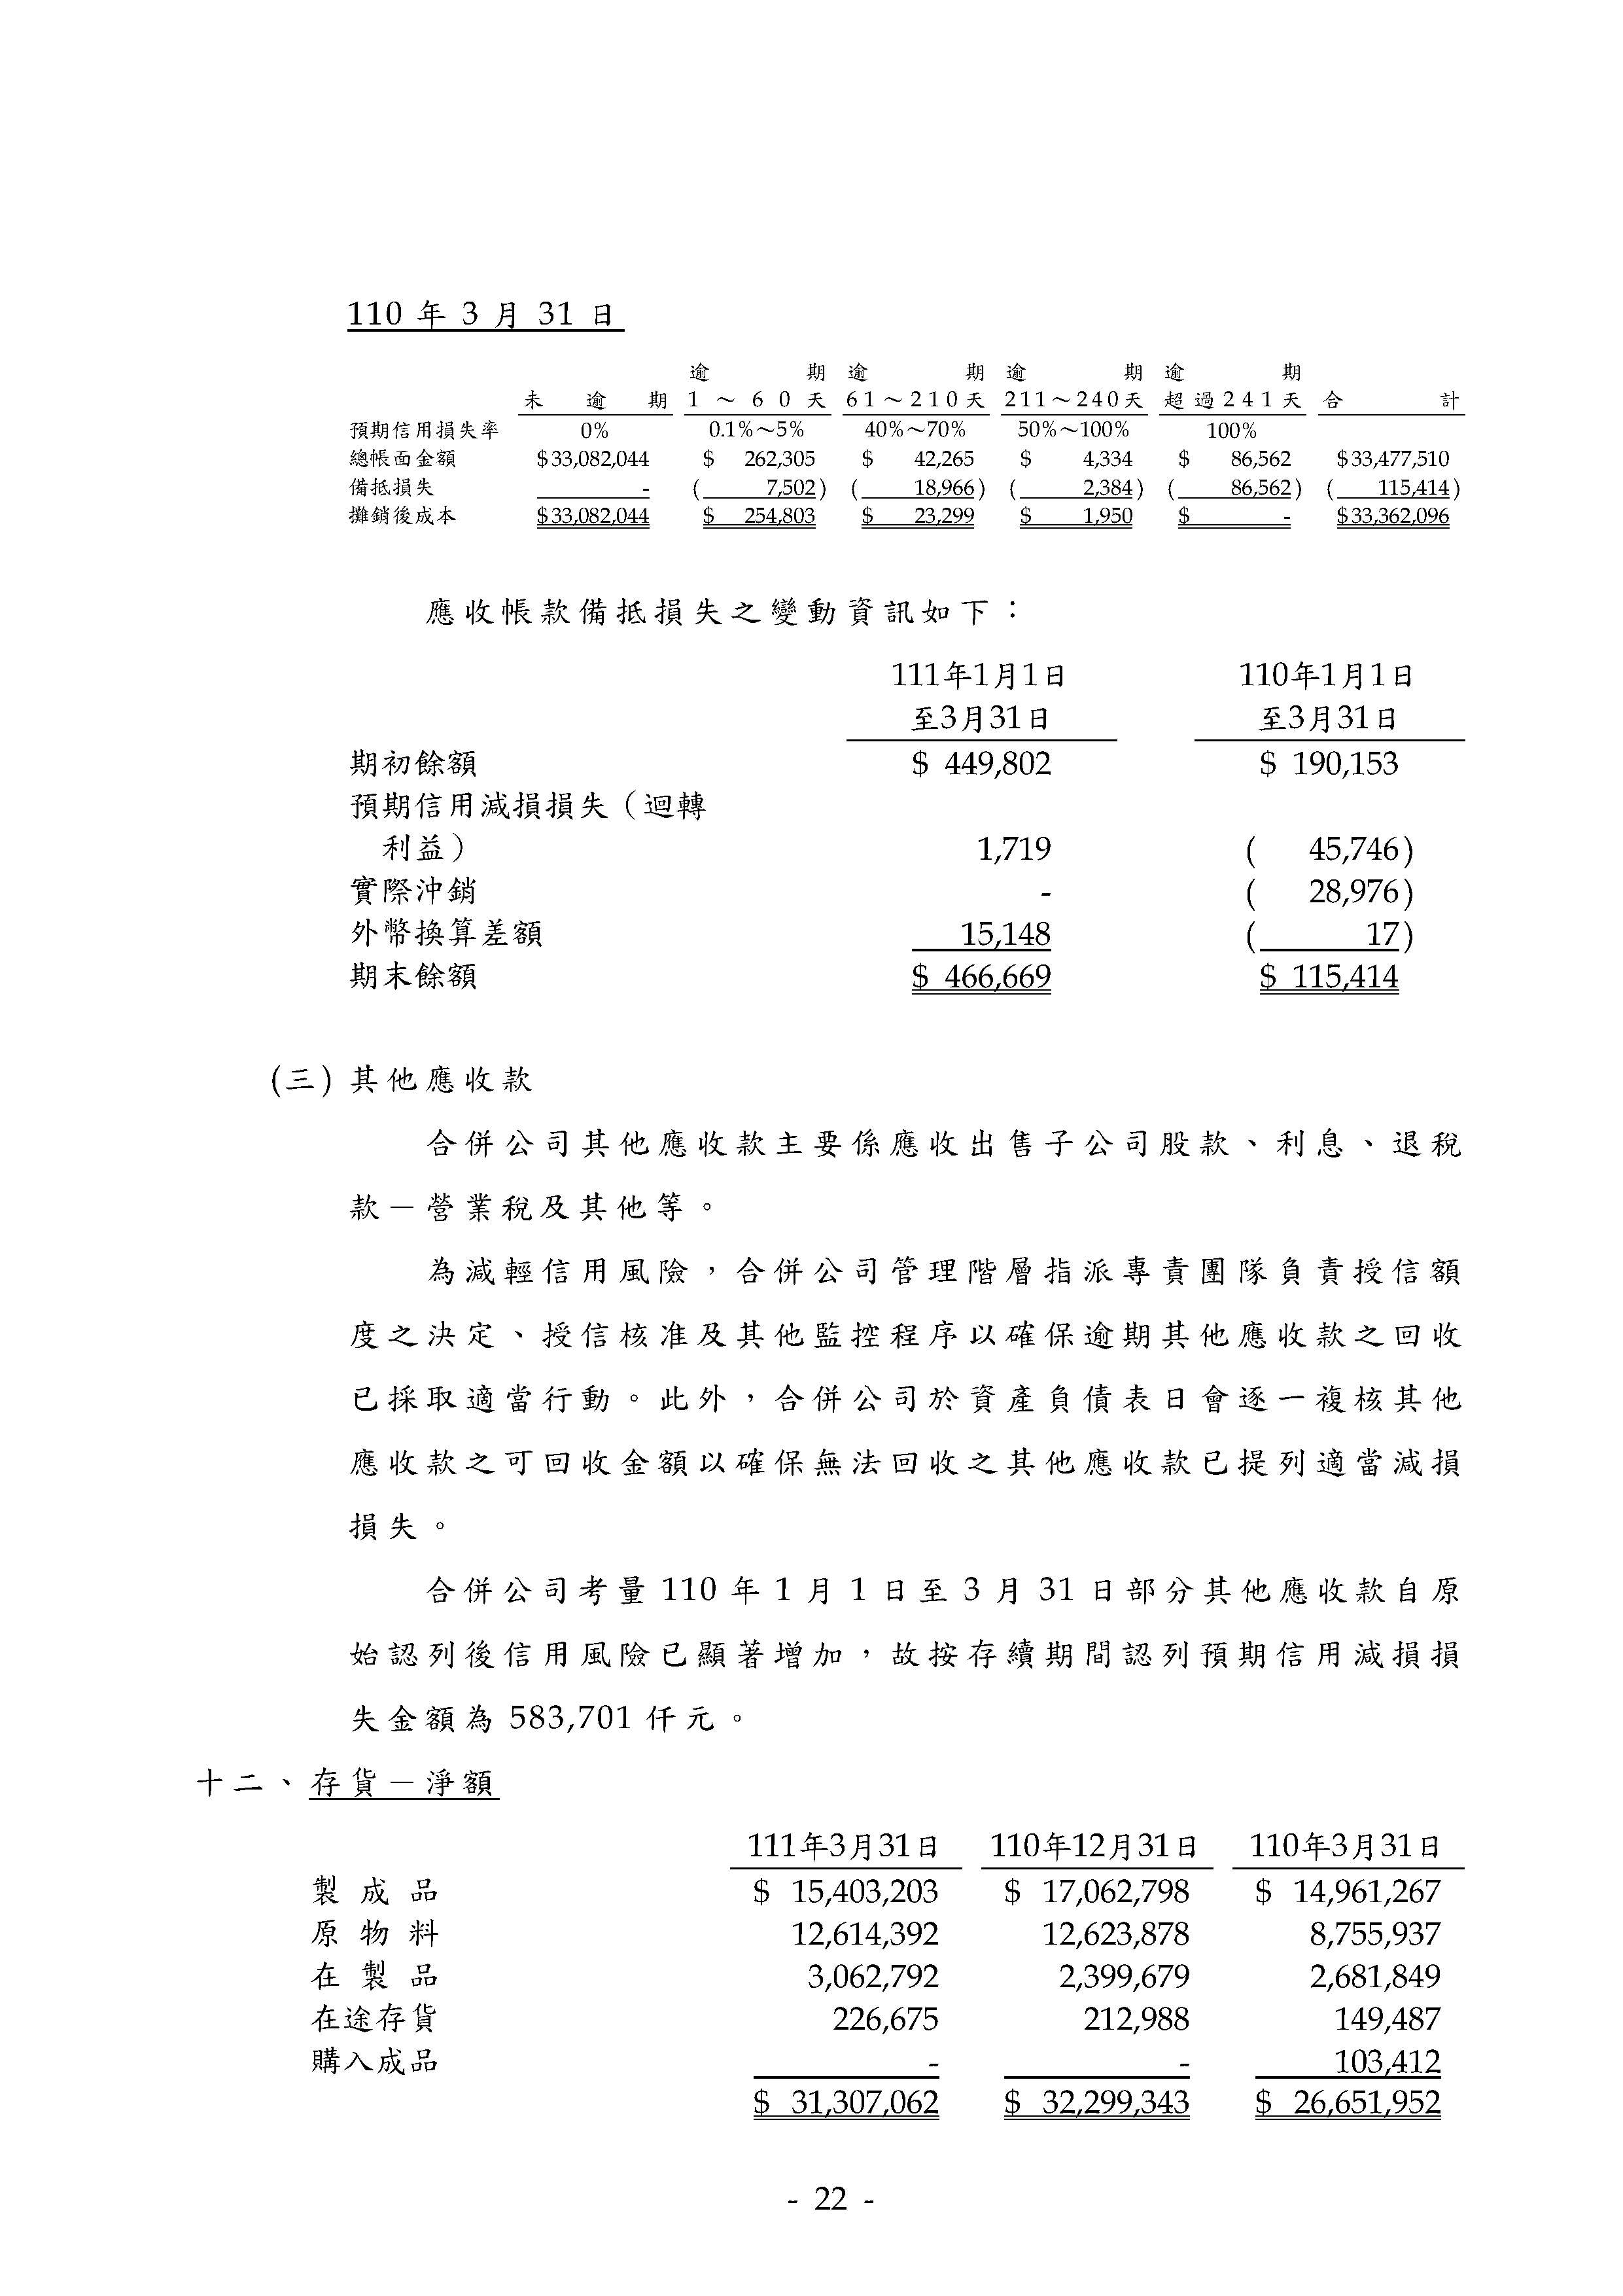 110 年 3 月 31 日
逾期 逾期 逾期 逾期
未逾期 1～60天 61～210天 211～240天 超過241天 合計
預期信用損失率 0% 0.1%～5% 40%～70% 50%～100% 100%
總帳面金額 $33,082,044 $ 262,305 $ 42,265 $ 4,334 $ 86,562 $33,477,510
備抵損失 - ( 7,502) ( 18,966) ( 2,384) ( 86,562) ( 115,414)
攤銷後成本 $33,082,044 $ 254,803 $ 23,299 $ 1,950 $ - $33,362,096
應收帳款備抵損失之變動資訊如下：
111年1月1日 110年1月1日
至3月31日 至3月31日
期初餘額 $ 449,802 $ 190,153
預期信用減損損失（迴轉
利益） 1,719 ( 45,746)
實際沖銷 - ( 28,976)
外幣換算差額 15,148 ( 17)
期末餘額 $ 466,669 $ 115,414
(三) 其他應收款
合併公司其他應收款主要係應收出售子公司股款、利息、退稅
款－營業稅及其他等。
為減輕信用風險，合併公司管理階層指派專責團隊負責授信額
度之決定、授信核准及其他監控程序以確保逾期其他應收款之回收
已採取適當行動。此外，合併公司於資產負債表日會逐一複核其他
應收款之可回收金額以確保無法回收之其他應收款已提列適當減損
損失。
合併公司考量 110 年 1 月 1 日至 3 月 31 日部分其他應收款自原
始認列後信用風險已顯著增加，故按存續期間認列預期信用減損損
失金額為 583,701 仟元。
十二、存貨－淨額
111年3月31日 110年12月31日 110年3月31日
製成品 $ 15,403,203 $ 17,062,798 $ 14,961,267
原物料 12,614,392 12,623,878 8,755,937
在製品 3,062,792 2,399,679 2,681,849
在途存貨 226,675 212,988 149,487
購入成品 - - 103,412
$ 31,307,062 $ 32,299,343 $ 26,651,952
- 22 -